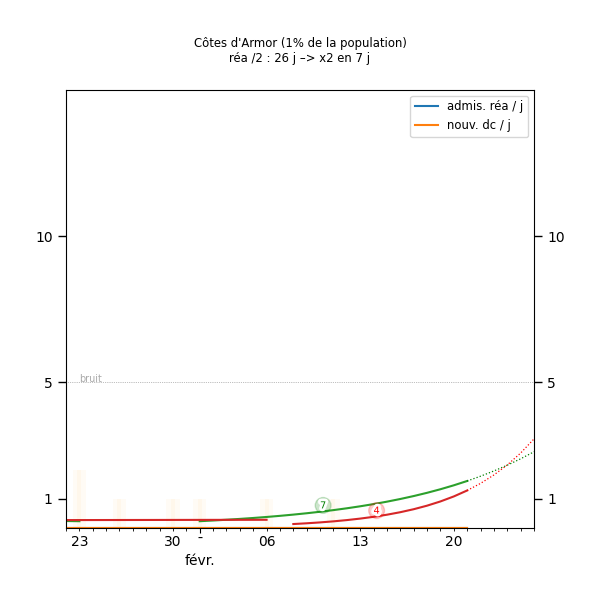 Côtes d'Armor (1% de la population)
réa /2 : 26 j –> x2 en 7 j
admis. réa / j
nouv. dc / j
10 10
bruit
5 5
7
4
1 1
23 30 - 06 13 20
févr.